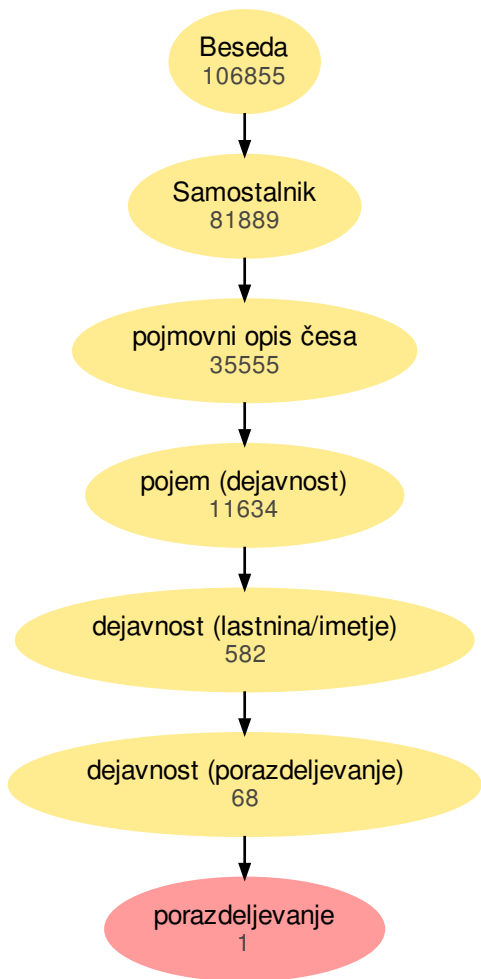 Beseda
106855
Samostalnik
81889
pojmovni opis česa
35555
pojem (dejavnost)
11634
dejavnost (lastnina/imetje)
582
dejavnost (porazdeljevanje)
68
porazdeljevanje
1